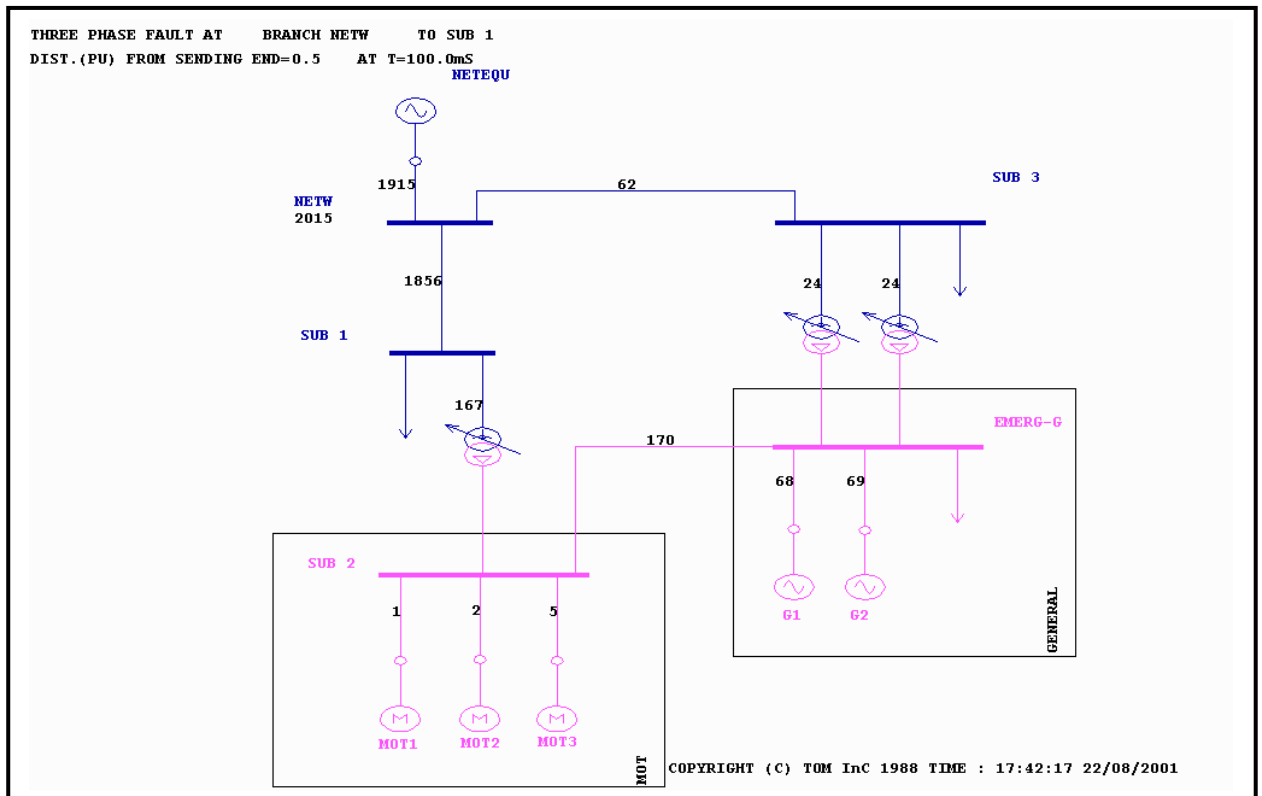 THREE PHASE FAULT AT BRANCH NETW TO SUB 1
DIST.(PU) FROM SENDING END=0.5 AT T=100.0mS
NETEQU
1915
62
SUB 3
NETW
2015
1856
24
24
SUB 1
167
EMERG-G
170
68
69
SUB 2
G1
G2
GENERAL
1
2
5
MOT1
MOT2
MOT3
MOT
COPYRIGHT (C) TOM InC 1988 TIME : 17:42:17 22/08/2001